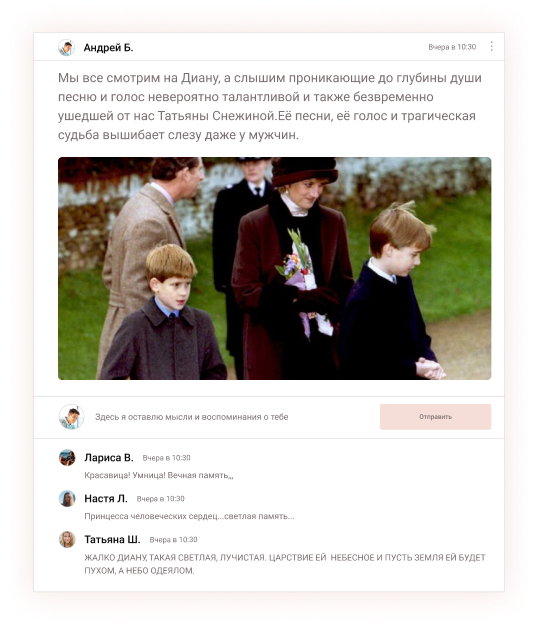 Андрей Б.
Вчера в 10:30
Мы все смотрим на Диану, а слышим проникающие до глубины души
песню и голос невероятно талантливой и также безвременно
ушедшей от нас Татьяны Снежиной.Её песни, её голос и трагическая
судьба вышибает слезу даже у мужчин.
Здесь я оставлю мысли и воспоминания о тебе
Отправить
Лариса В. Вчера в 10:30
Красавица! Умница! Вечная память,,,
Настя Л. Вчера в 10:30
Принцесса человеческих сердец...светлая память...
Татьяна Ш. Вчера в 10:30
ЖАЛКО ДИАНУ, ТАКАЯ СВЕТЛАЯ, ЛУЧИСТАЯ. ЦАРСТВИЕ ЕЙ НЕБЕСНОЕ И ПУСТЬ ЗЕМЛЯ ЕЙ БУДЕТ
ПУХОМ, А НЕБО ОДЕЯЛОМ.